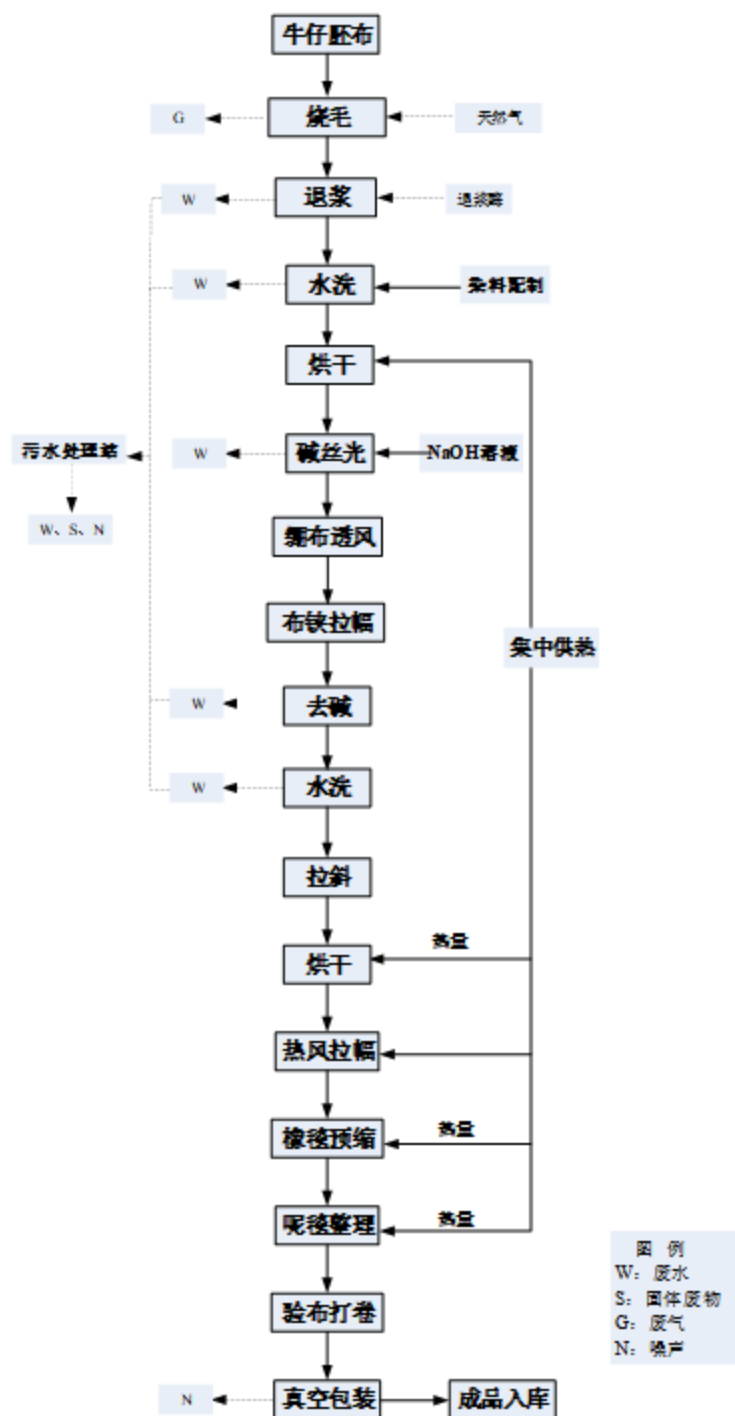 牛仔胚布
G
烧毛
天然气
W
退浆
退浆酶
W
水洗
染料配制
烘干
污水处理站
W
碱丝光
NaOH溶液
W、S、N
绷布透风
布铗拉幅
集中供热
W
去碱
W
水洗
拉斜
烘干
热量
热风拉幅
橡毯预缩
热量
呢毯整理
热量
图 例
W：废水
S：固体废物
G：废气
N：噪声
验布打卷
N
真空包装
成品入库